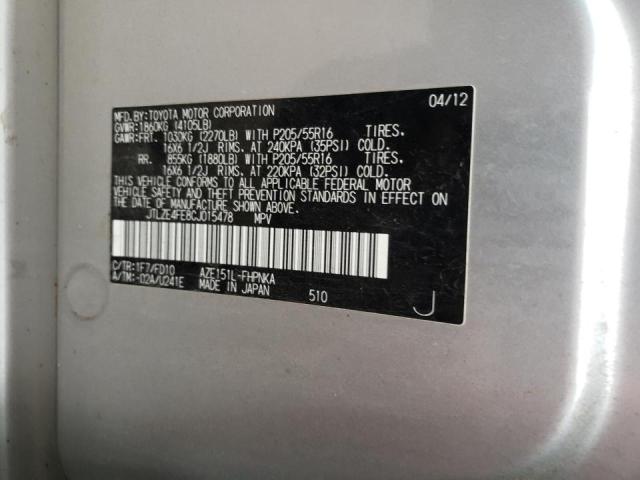 MFD.BY:TOYOTA MOTOR CORPORATION 04/12
GVWR:1860KG (4105LB)
GAWR:FRT. 1030KG (2270LB) WITH P205/55R16 TIRES,
16X6 1/2J RIMS, AT 240KPA (35PSI) COLD.
RR. 855KG (1880LB) WITH P205/55R16 TIRES,
16X6 1/2J RIMS, AT 220KPA (32PSI) COLD.
THIS VEHICLE CONFORMS TO ALL APPLICABLE FEDERAL MOTOR
VEHICLE SAFETY AND THEFT PREVENTION STANDARDS IN EFFECT ON
THE DATE OF MANUFACTURE SHOWN ABOVE.
JTLZE4FE8CJ015478 MPV
C/TR:1F7/FD10 AZE151L-FHPNKA
A/TM:-02A/U241E MADE IN JAPAN 510 J